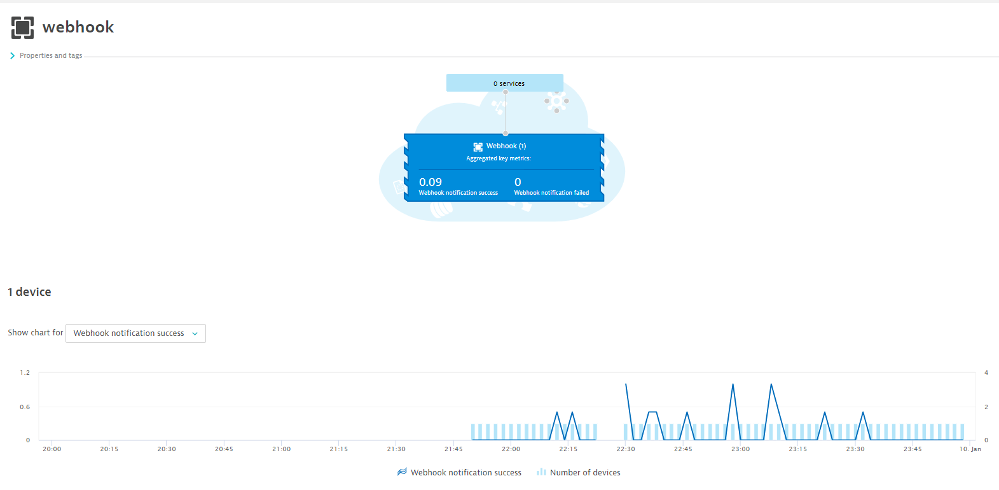 webhook
Properties and tags
0 services
Webhook (1)
Aggregated key metrics:
0.09
0
Webhook notification success
Webhook notification failed
1 device
Show chart for
Webhook notification success
1.2
4
0.6
2
0
0
20:00
20:15
20:30
20:45
21:00
21:15
21:30
21:45
22:00
22:15
22:30
22:45
23:00
23:15
23:30
23:45
10. Jan
Webhook notification success
Number of devices